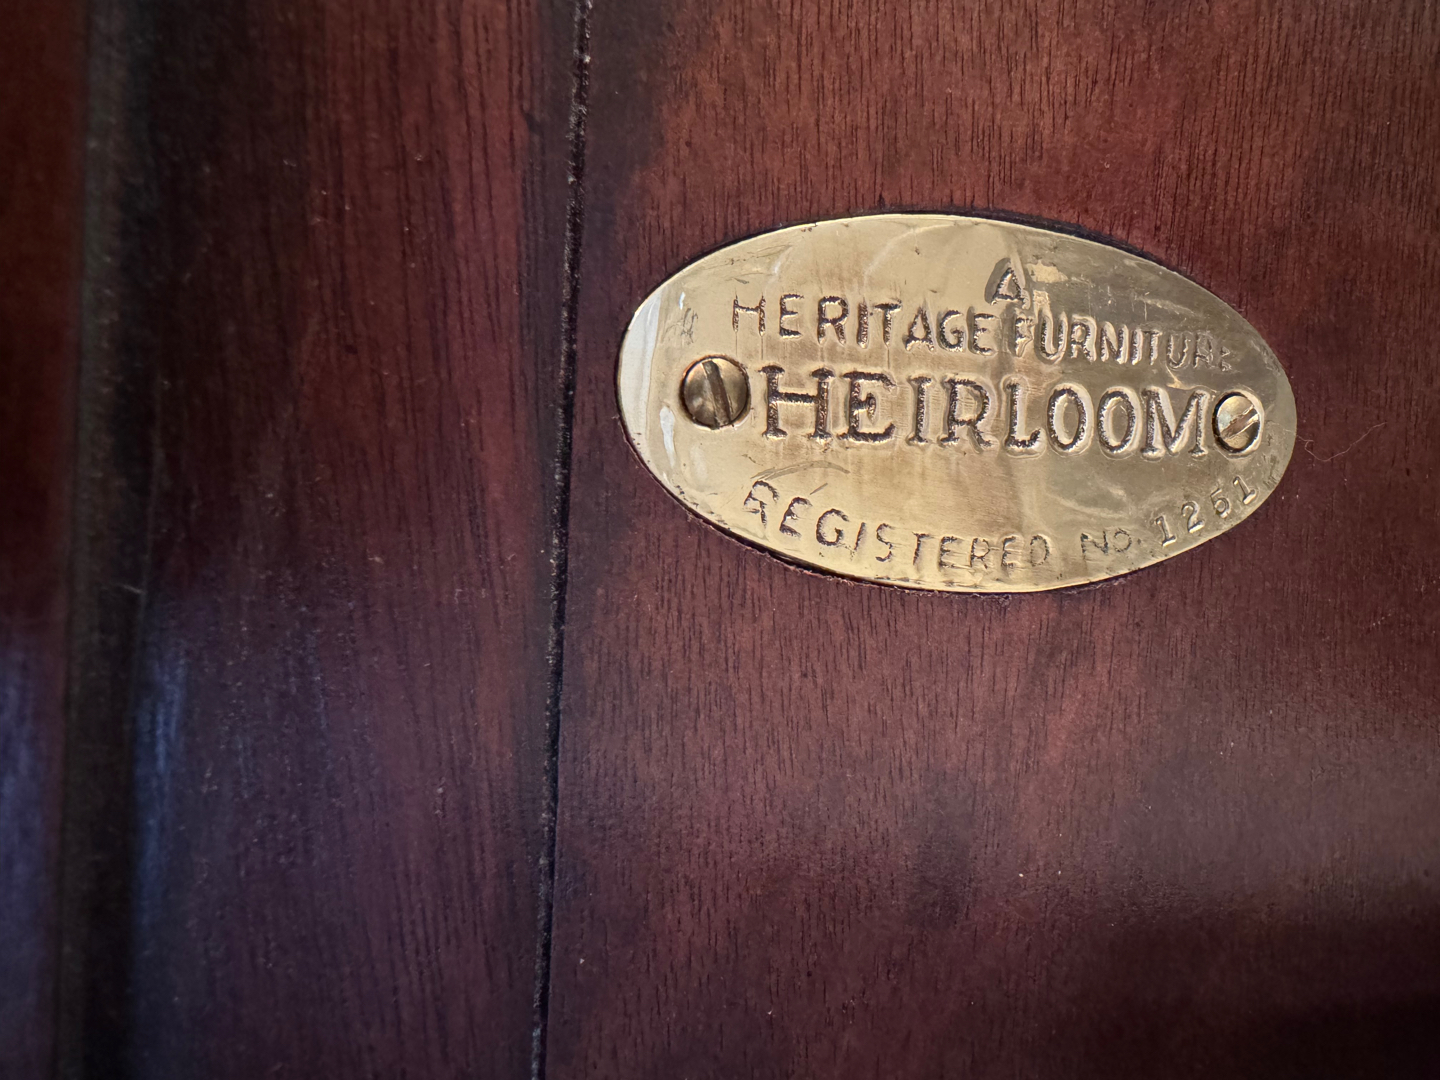 A
HERITAGE FURNITURE
HEIRLOOM
REGISTERED NO. 1251